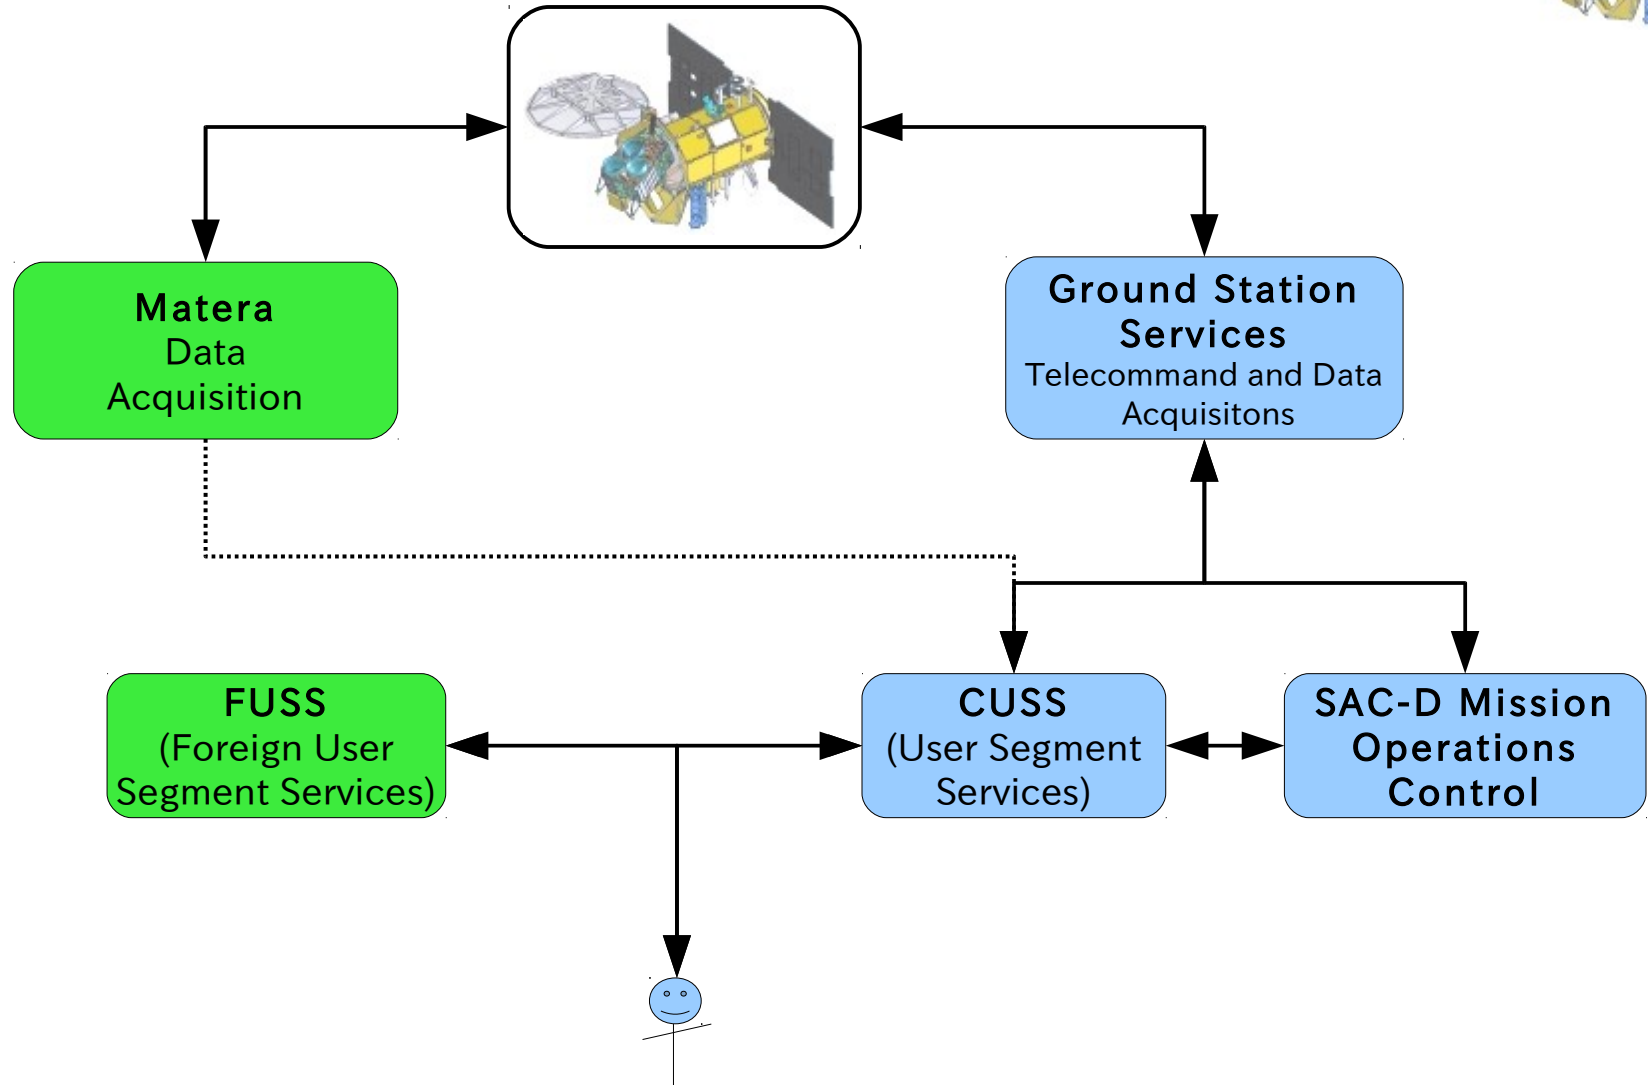 Matera
Data
Acquisition
Ground Station
Services
Telecommand and Data
Acquisitons
FUSS
(Foreign User
Segment Services)
CUSS
(User Segment
Services)
SAC-D Mission
Operations
Control